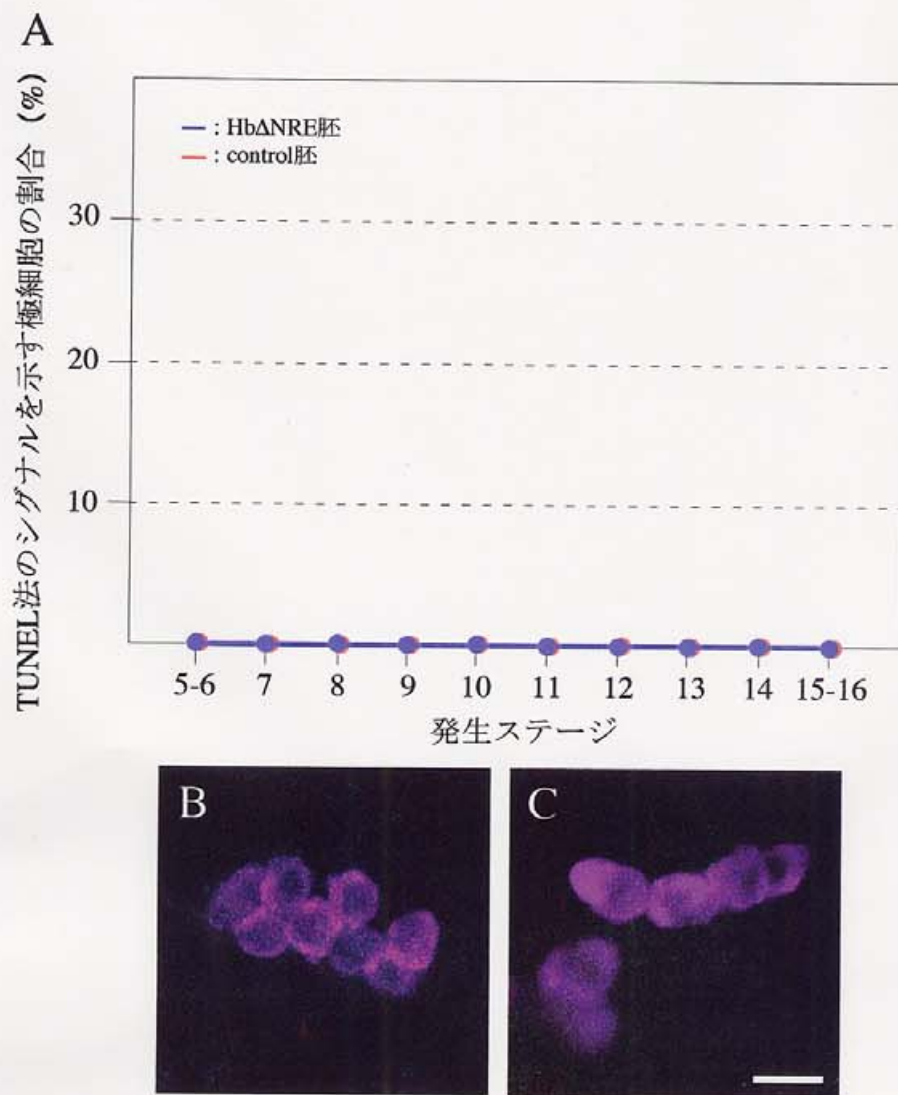 A
TUNEL法のシグナルを示す極細胞の割合 (%)
— : HbΔNRE胚
— : control胚
30
20
10
5-6 7 8 9 10 11 12 13 14 15-16
発生ステージ
B
C